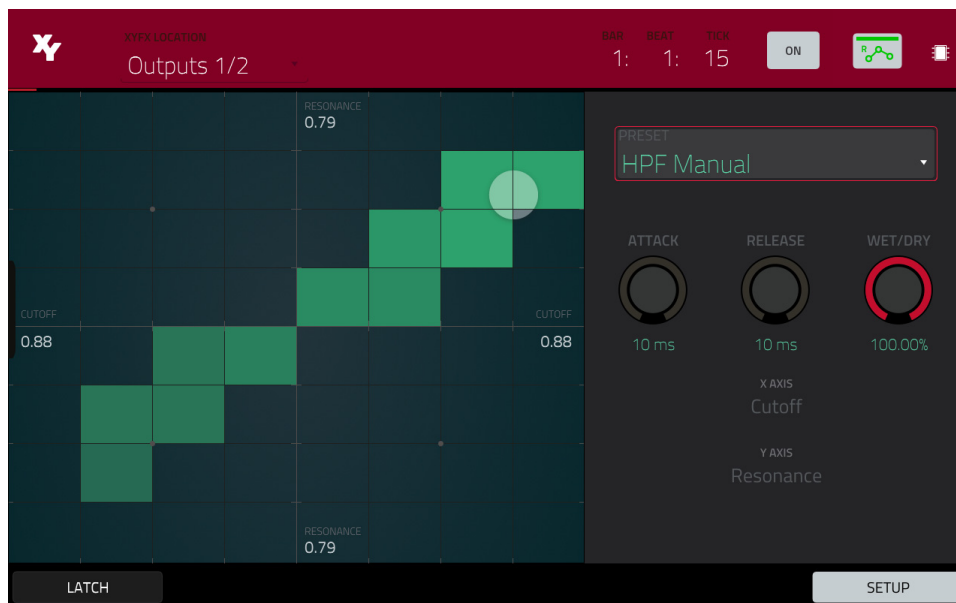 XY
XYFX LOCATION
Outputs 1/2
BAR BEAT TICK
1: 1: 15
ON
R
RESONANCE
0.79
PRESET
HPF Manual
ATTACK RELEASE WET/DRY
CUTOFF CUTOFF
0.88 0.88
10 ms 10 ms 100.00%
X AXIS
Cutoff
Y AXIS
Resonance
RESONANCE
0.79
LATCH SETUP